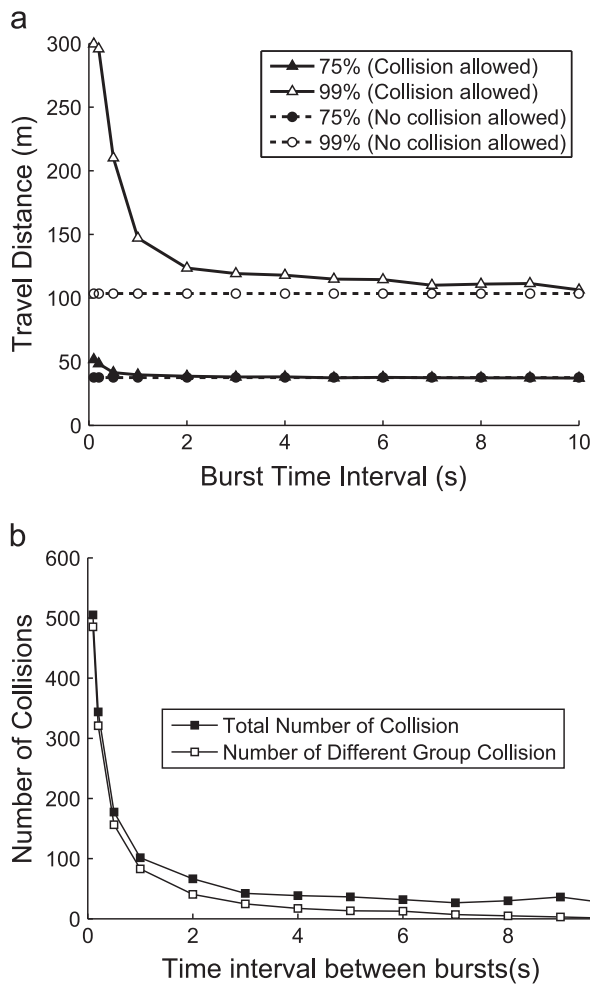 a
300
250
200
150
100
50
0
Travel Distance (m)
75% (Collision allowed)
99% (Collision allowed)
75% (No collision allowed)
99% (No collision allowed)
0 2 4 6 8 10
Burst Time Interval (s)
b
600
500
400
300
200
100
0
Number of Collisions
Total Number of Collision
Number of Different Group Collision
0 2 4 6 8
Time interval between bursts(s)